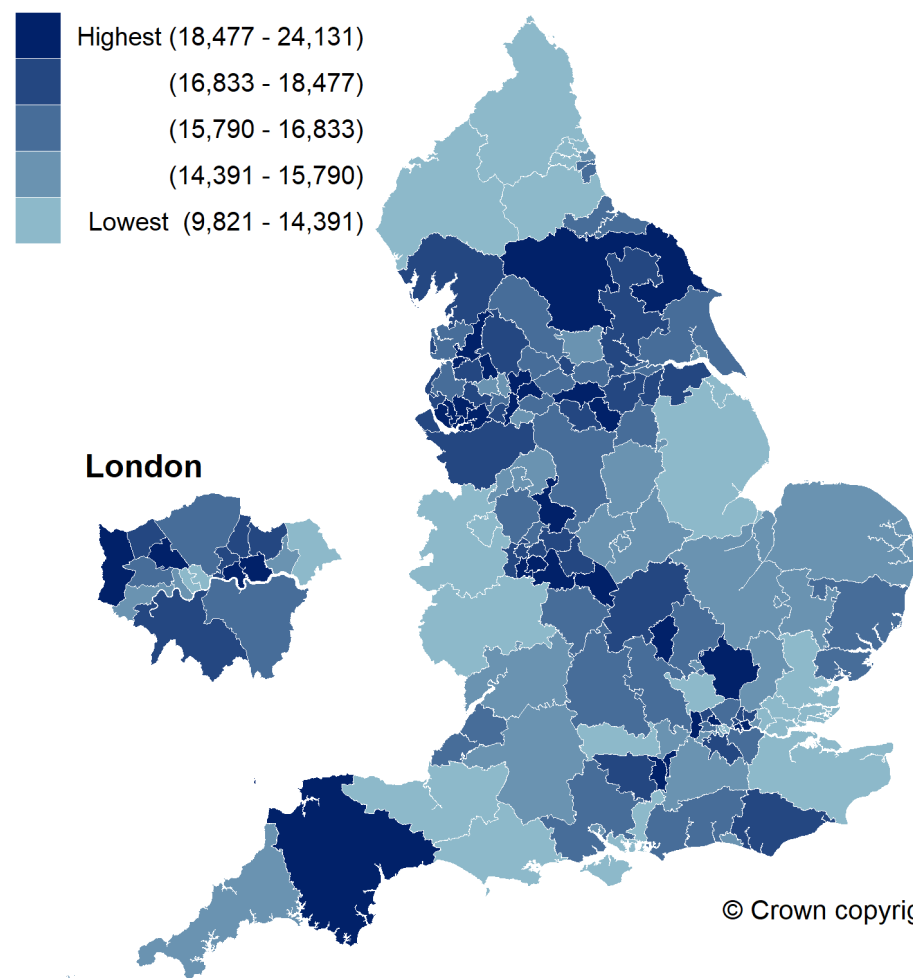 Highest (18,477 - 24,131)
(16,833 - 18,477)
(15,790 - 16,833)
(14,391 - 15,790)
Lowest (9,821 - 14,391)
London
© Crown copyrig